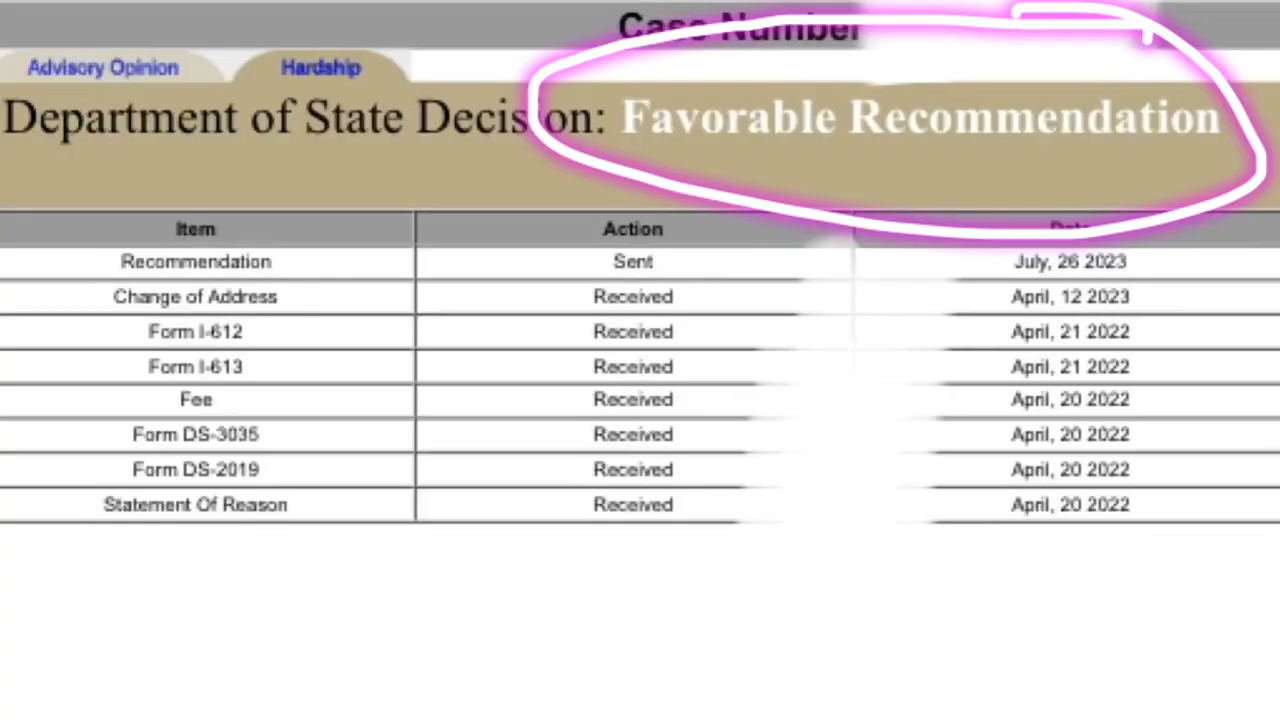 Case Number
Advisory Opinion Hardship
Department of State Decision: Favorable Recommendation
Item Action Date
Recommendation Sent July, 26 2023
Change of Address Received April, 12 2023
Form I-612 Received April, 21 2022
Form I-613 Received April, 21 2022
Fee Received April, 20 2022
Form DS-3035 Received April, 20 2022
Form DS-2019 Received April, 20 2022
Statement Of Reason Received April, 20 2022